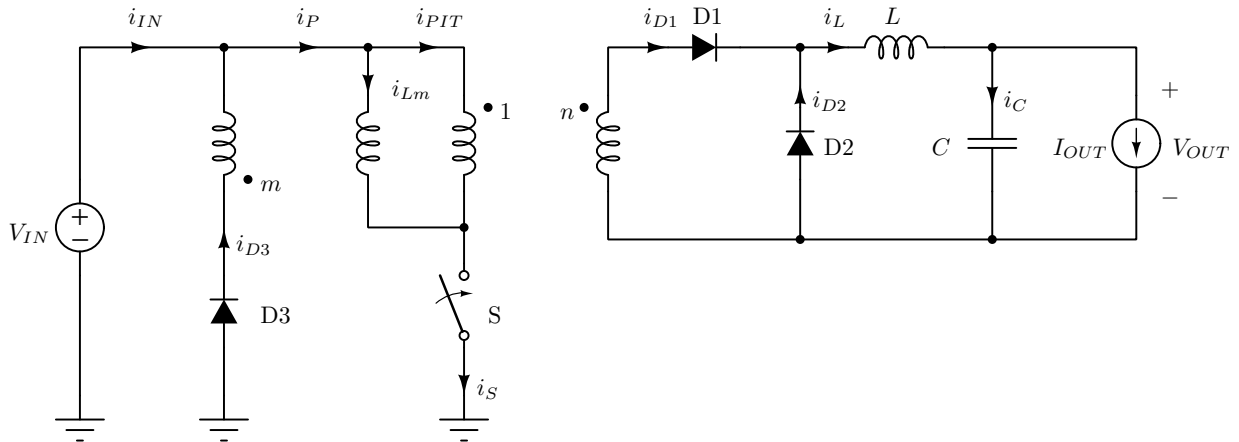 i_IN
i_P
i_PIT
i_D1
D1
i_L
L
i_Lm
1
n
i_D2
i_C
+
m
D2
C
I_OUT
V_OUT
V_IN
+
−
i_D3
−
D3
S
i_S